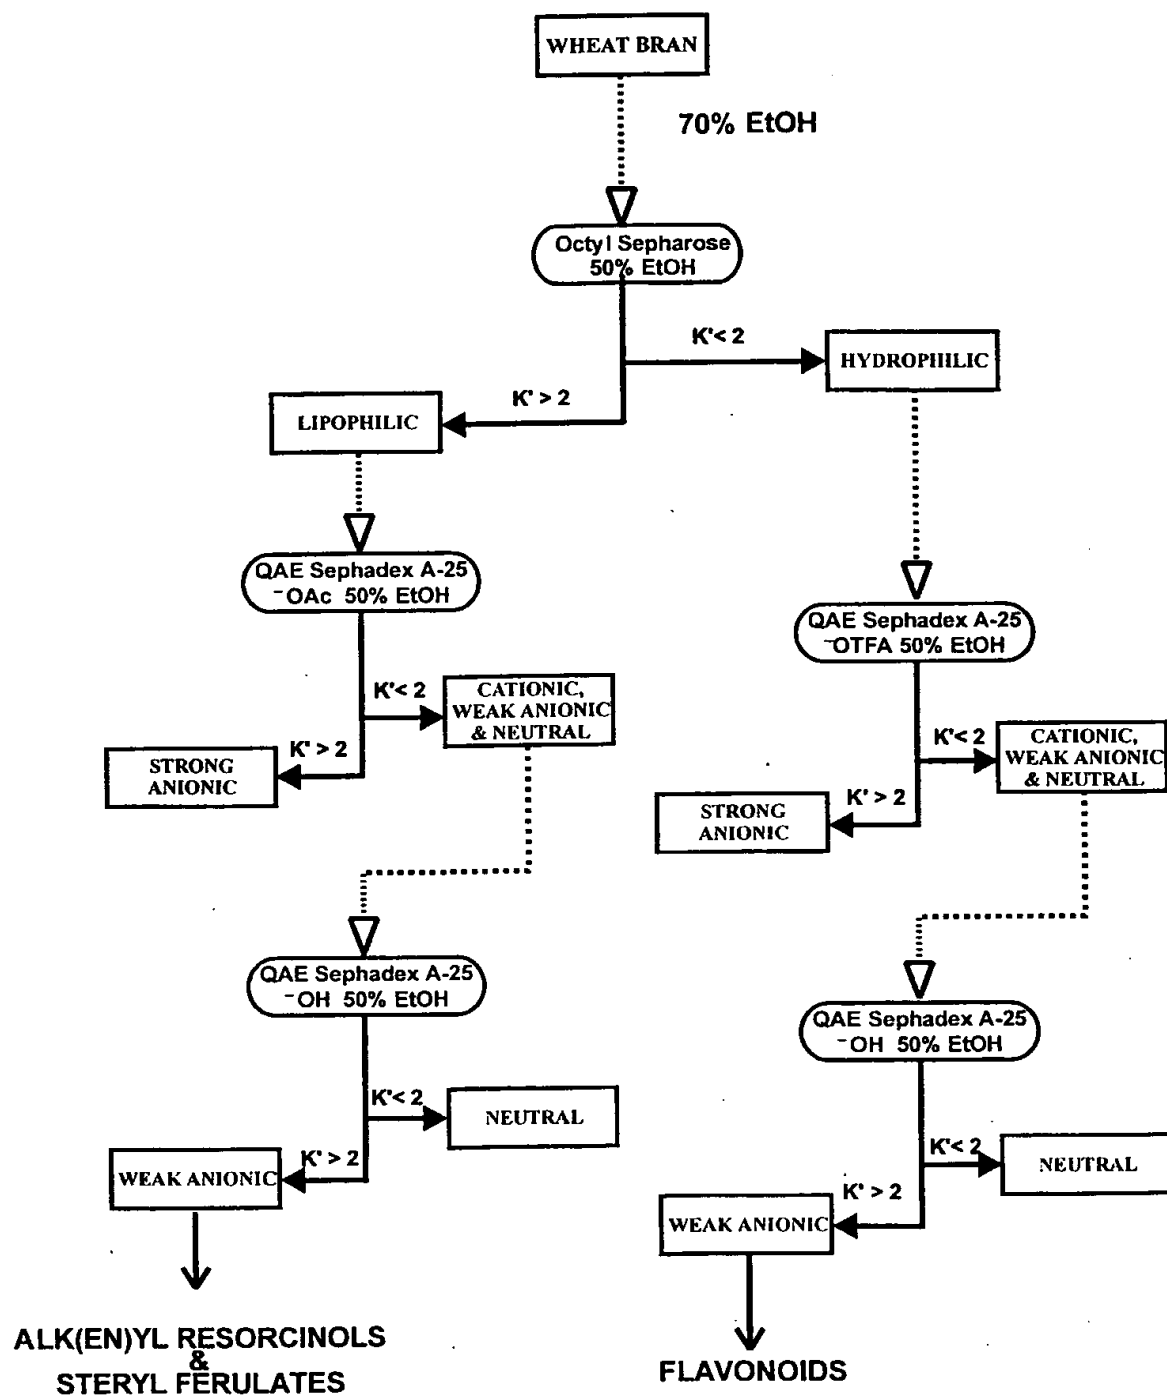 WHEAT BRAN
70% EtOH
Octyl Sepharose
50% EtOH
K'< 2
HYDROPHILIC
K' > 2
LIPOPHILIC
QAE Sephadex A-25
⁻OAc 50% EtOH
QAE Sephadex A-25
⁻OTFA 50% EtOH
K'< 2
CATIONIC,
WEAK ANIONIC
& NEUTRAL
K' > 2
STRONG
ANIONIC
K'< 2
CATIONIC,
WEAK ANIONIC
& NEUTRAL
K' > 2
STRONG
ANIONIC
QAE Sephadex A-25
⁻OH 50% EtOH
QAE Sephadex A-25
⁻OH 50% EtOH
K'< 2
NEUTRAL
K' > 2
WEAK ANIONIC
K'< 2
NEUTRAL
K' > 2
WEAK ANIONIC
ALK(EN)YL RESORCINOLS
&
STERYL FERULATES
FLAVONOIDS